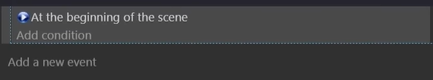 At the beginning of the scene
Add condition
Add a new event